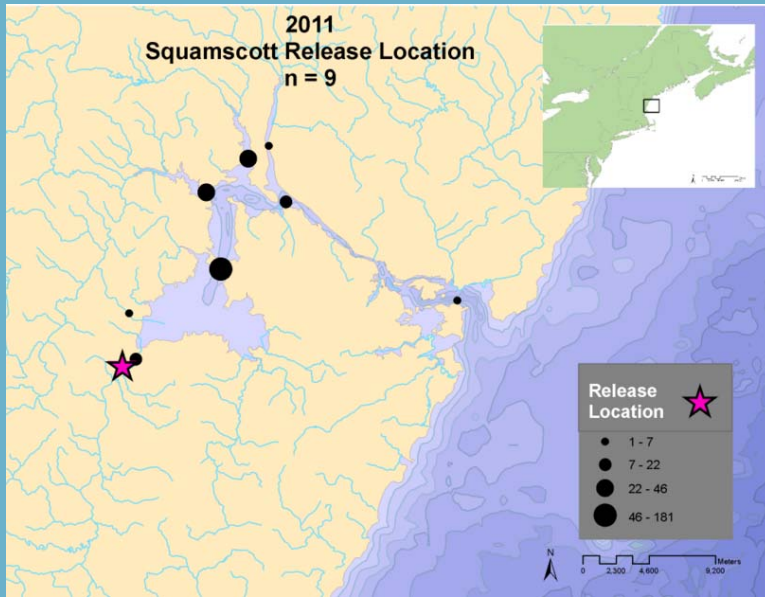 2011
Squamscott Release Location
n = 9
Release
Location
1 - 7
7 - 22
22 - 46
46 - 181
N
Meters
0 2,300 4,600 9,200